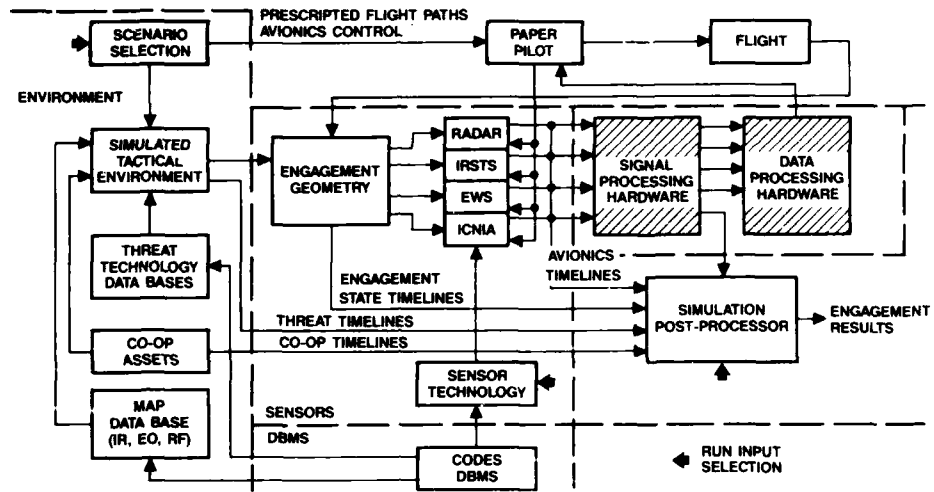 PRESCRIPTED FLIGHT PATHS
AVIONICS CONTROL
SCENARIO
SELECTION
PAPER
PILOT
FLIGHT
ENVIRONMENT
SIMULATED
TACTICAL
ENVIRONMENT
ENGAGEMENT
GEOMETRY
RADAR
IRSTS
EWS
ICNIA
SIGNAL
PROCESSING
HARDWARE
DATA
PROCESSING
HARDWARE
THREAT
TECHNOLOGY
DATA BASES
ENGAGEMENT
STATE TIMELINES
AVIONICS
TIMELINES
SIMULATION
POST-PROCESSOR
ENGAGEMENT
RESULTS
THREAT TIMELINES
CO-OP TIMELINES
CO-OP
ASSETS
SENSOR
TECHNOLOGY
MAP
DATA BASE
(IR, EO, RF)
SENSORS
DBMS
CODES
DBMS
RUN INPUT
SELECTION